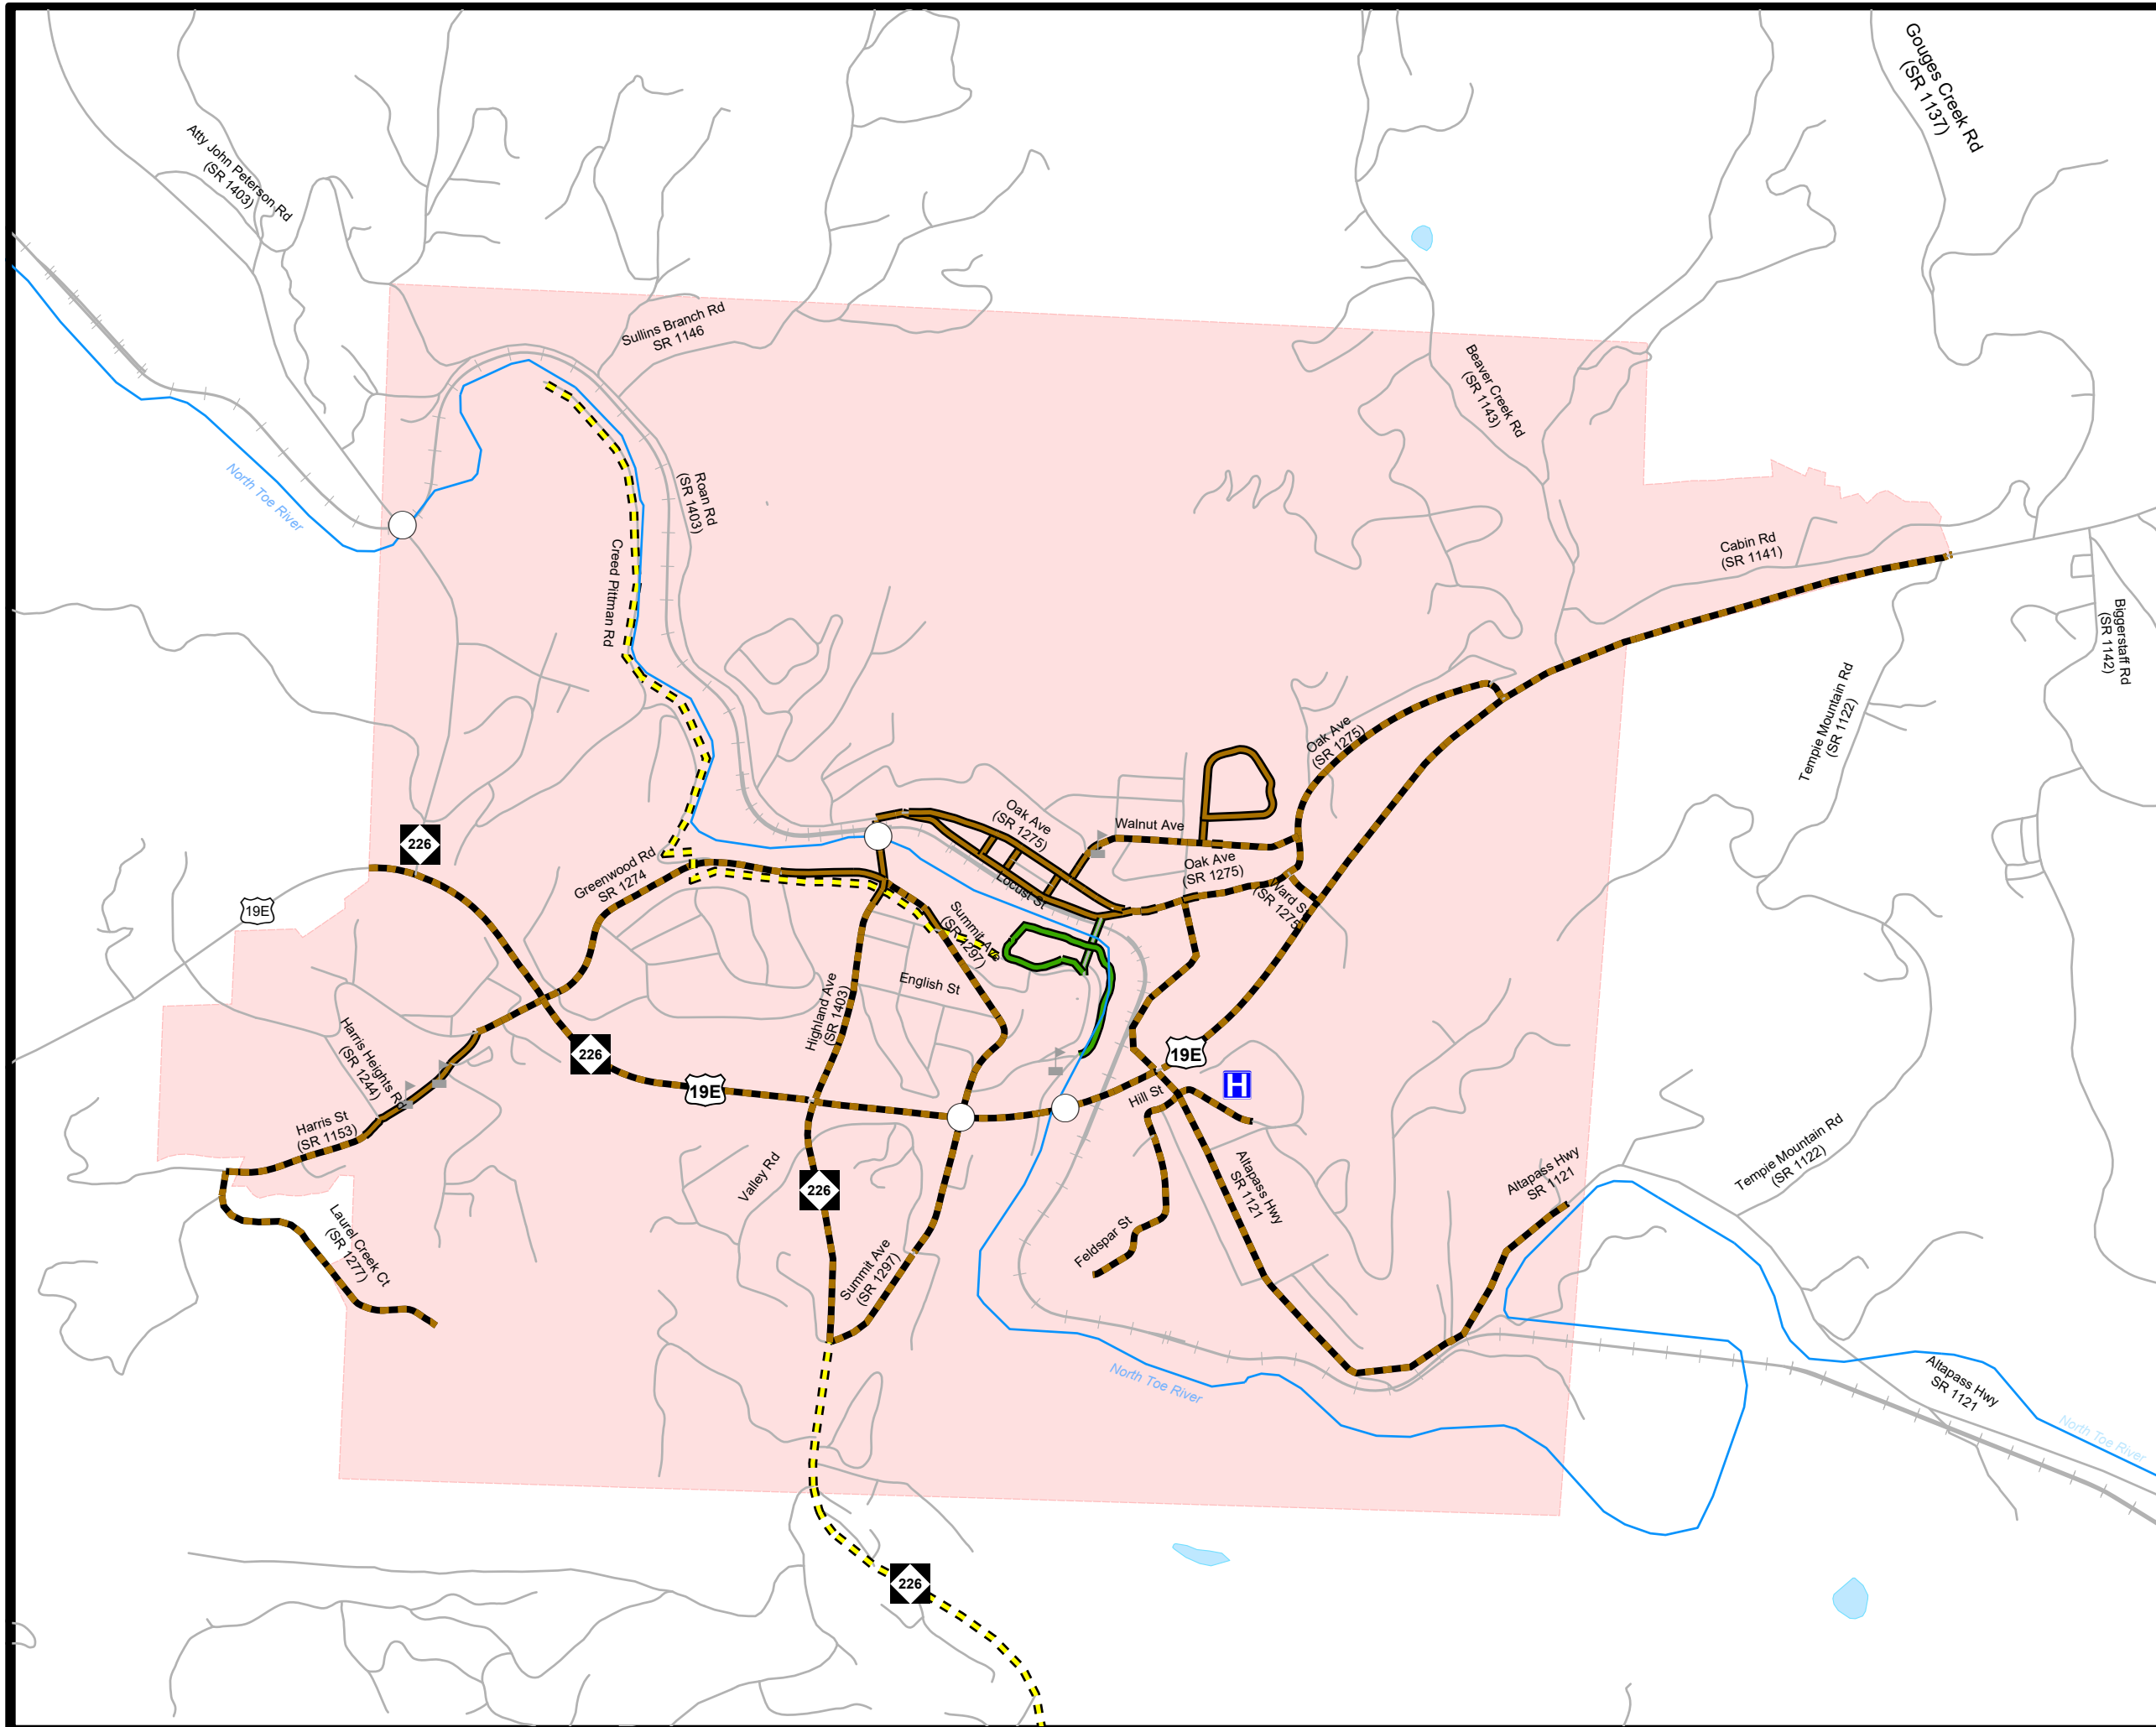 Gouges Creek Rd
(SR 1137)
Atty John Peterson Rd
(SR 1403)
Sullins Branch Rd
SR 1146
Beaver Creek Rd
(SR 1143)
North Toe River
Roan Rd
(SR 1403)
Creed Pittman Rd
Cabin Rd
(SR 1141)
Biggerstaff Rd
(SR 1142)
Tempie Mountain Rd
(SR 1122)
Oak Ave
(SR 1275)
Oak Ave
(SR 1275)
Walnut Ave
226
Greenwood Rd
SR 1274
Oak Ave
(SR 1275)
Locust St
Ward St
(SR 1275)
19E
Summit Ave
(SR 1297)
English St
Highland Ave
(SR 1403)
Harris Heights Rd
(SR 1244)
226
19E
19E
H
Hill St
Harris St
(SR 1153)
Valley Rd
226
Altapass Hwy
SR 1121
Altapass Hwy
SR 1121
Tempie Mountain Rd
(SR 1122)
Laurel Creek Ct
(SR 1277)
Feldspar St
Summit Ave
(SR 1297)
North Toe River
Altapass Hwy
SR 1121
North Toe River
226